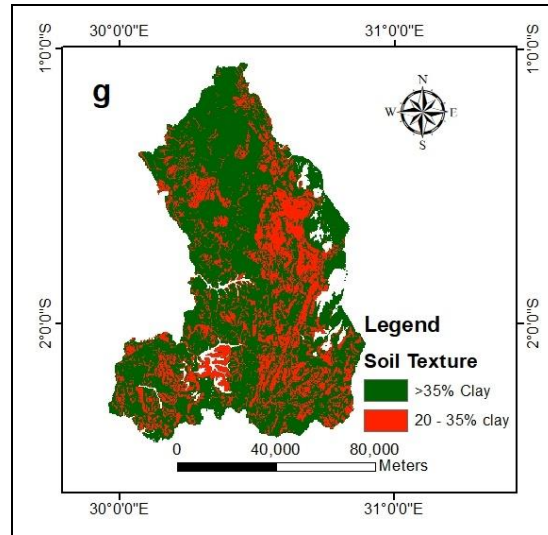 30°0'0"E 31°0'0"E
1°0'0"S 1°0'0"S
g
N
W E
S
2°0'0"S 2°0'0"S
Legend
Soil Texture
>35% Clay
20 - 35% clay
0 40,000 80,000
Meters
30°0'0"E 31°0'0"E